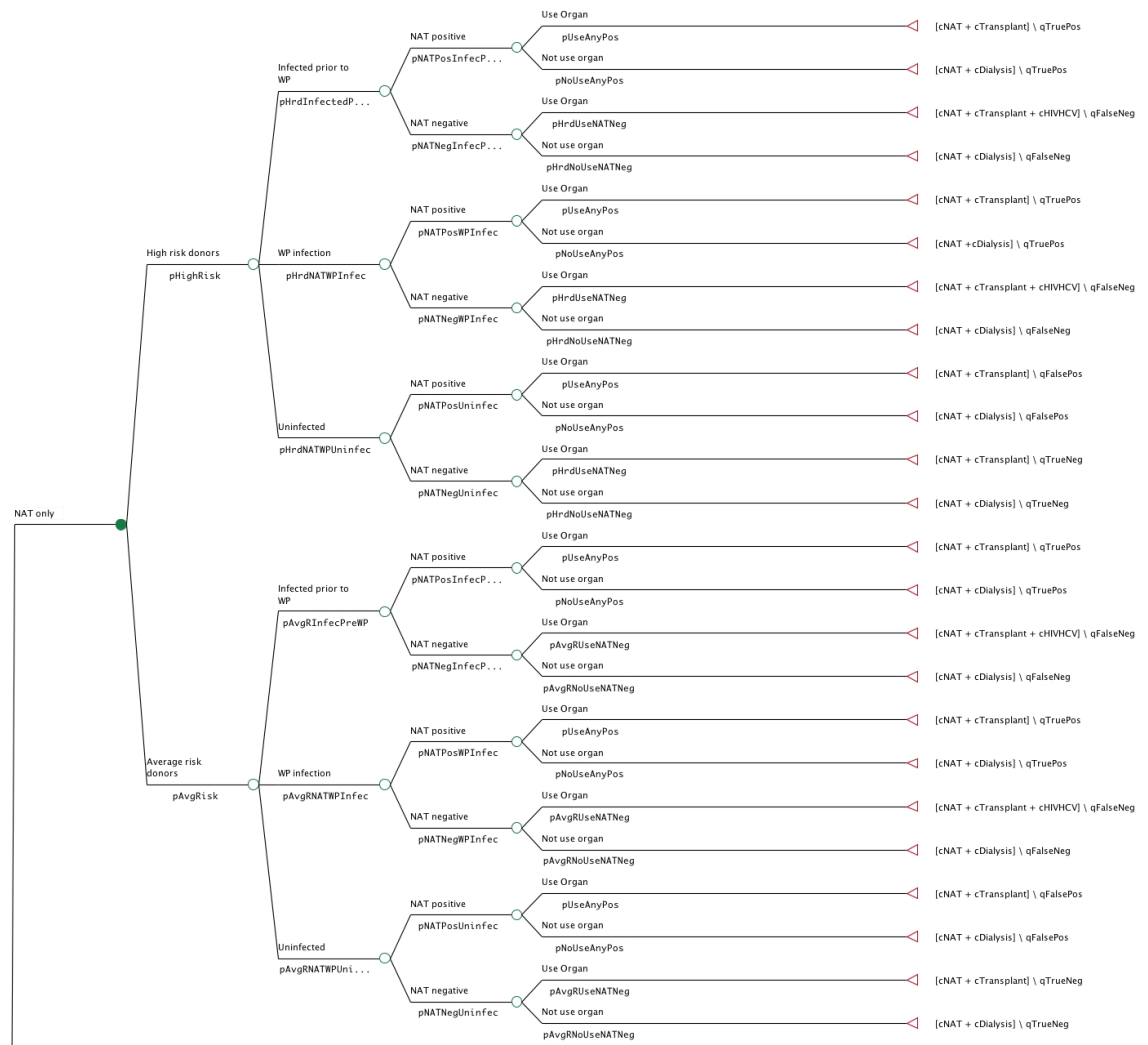 Use Organ
[cNAT + cTransplant] \ qTruePos
NAT positive
pUseAnyPos
pNATPosInfecP...
Not use organ
[cNAT + cDialysis] \ qTruePos
Infected prior to
WP
pNoUseAnyPos
pHrdInfectedP...
Use Organ
[cNAT + cTransplant + cHIVHCV] \ qFalseNeg
NAT negative
pHrdUseNATNeg
pNATNegInfecP...
Not use organ
[cNAT + cDialysis] \ qFalseNeg
pHrdNoUseNATNeg
Use Organ
[cNAT + cTransplant] \ qTruePos
NAT positive
pUseAnyPos
pNATPosWPInfec
Not use organ
[cNAT +cDialysis] \ qTruePos
High risk donors
WP infection
pNoUseAnyPos
pHighRisk
pHrdNATWPInfec
Use Organ
[cNAT + cTransplant + cHIVHCV] \ qFalseNeg
NAT negative
pHrdUseNATNeg
pNATNegWPInfec
Not use organ
[cNAT + cDialysis] \ qFalseNeg
pHrdNoUseNATNeg
Use Organ
[cNAT + cTransplant] \ qFalsePos
NAT positive
pUseAnyPos
pNATPosUninfec
Not use organ
[cNAT + cDialysis] \ qFalsePos
Uninfected
pNoUseAnyPos
pHrdNATWPUninfec
Use Organ
[cNAT + cTransplant] \ qTrueNeg
NAT negative
pHrdUseNATNeg
pNATNegUninfec
Not use organ
[cNAT + cDialysis] \ qTrueNeg
pHrdNoUseNATNeg
NAT only
Use Organ
[cNAT + cTransplant] \ qTruePos
NAT positive
pUseAnyPos
pNATPosInfecP...
Not use organ
[cNAT + cDialysis] \ qTruePos
Infected prior to
WP
pNoUseAnyPos
pAvgRInfecPreWP
Use Organ
[cNAT + cTransplant + cHIVHCV] \ qFalseNeg
NAT negative
pAvgRUseNATNeg
pNATNegInfecP...
Not use organ
[cNAT + cDialysis] \ qFalseNeg
pAvgRNoUseNATNeg
Use Organ
[cNAT + cTransplant] \ qTruePos
NAT positive
pUseAnyPos
pNATPosWPInfec
Not use organ
[cNAT + cDialysis] \ qTruePos
Average risk
donors
WP infection
pNoUseAnyPos
pAvgRisk
pAvgRNATWPInfec
Use Organ
[cNAT + cTransplant + cHIVHCV] \ qFalseNeg
NAT negative
pAvgRUseNATNeg
pNATNegWPInfec
Not use organ
[cNAT + cDialysis] \ qFalseNeg
pAvgRNoUseNATNeg
Use Organ
[cNAT + cTransplant] \ qFalsePos
NAT positive
pUseAnyPos
pNATPosUninfec
Not use organ
[cNAT + cDialysis] \ qFalsePos
Uninfected
pNoUseAnyPos
pAvgRNATWPUni...
Use Organ
[cNAT + cTransplant] \ qTrueNeg
NAT negative
pAvgRUseNATNeg
pNATNegUninfec
Not use organ
[cNAT + cDialysis] \ qTrueNeg
pAvgRNoUseNATNeg